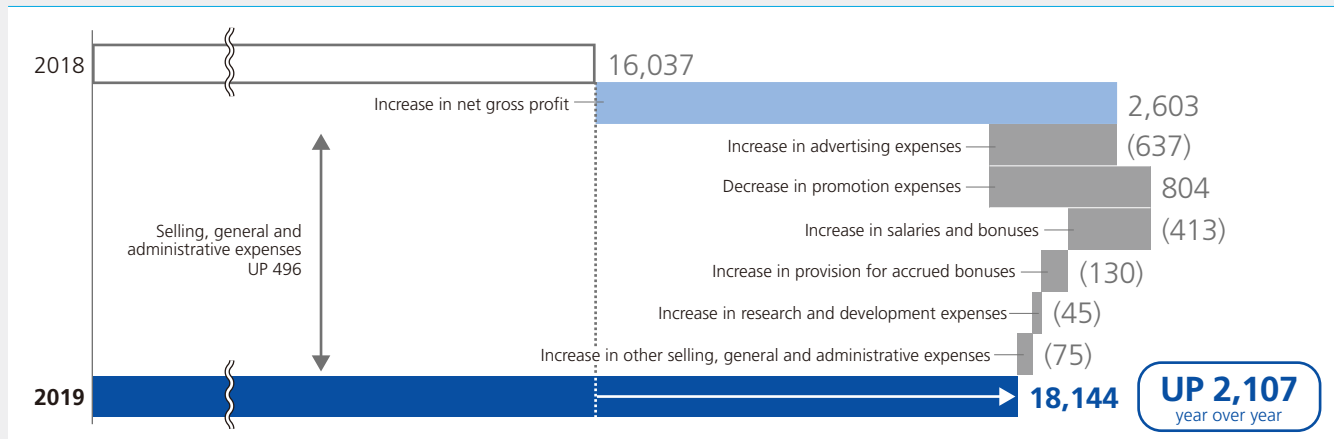 2018
16,037
Increase in net gross profit
2,603
Increase in advertising expenses
(637)
Decrease in promotion expenses
804
Selling, general and
administrative expenses
UP 496
Increase in salaries and bonuses
(413)
Increase in provision for accrued bonuses
(130)
Increase in research and development expenses
(45)
Increase in other selling, general and administrative expenses
(75)
2019
18,144
UP 2,107
year over year